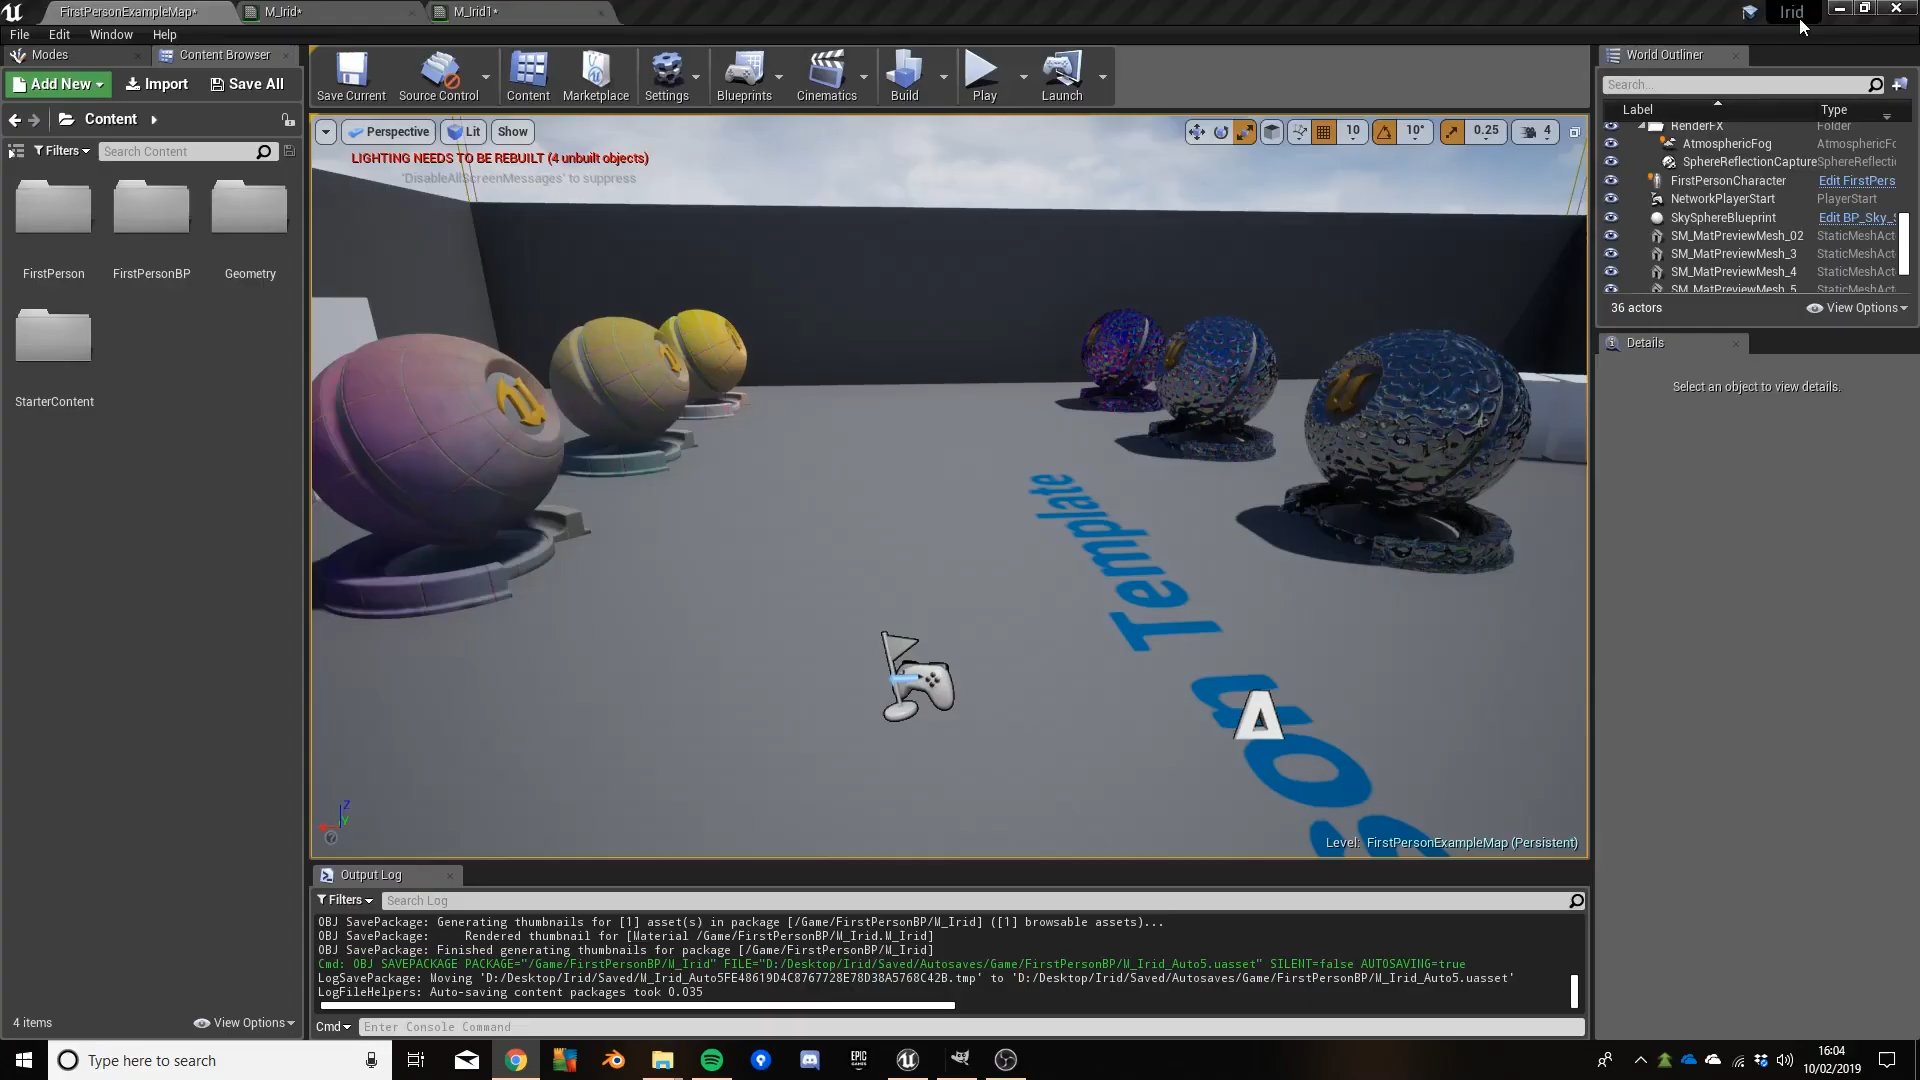 FirstPersonExampleMap*
M_Irid*
M_Irid1*
Irid
File
Edit
Window
Help
Modes
Content Browser
Add New
Import
Save All
Content
Filters
Search Content
FirstPerson
FirstPersonBP
Geometry
StarterContent
4 items
View Options
Save Current
Source Control
Content
Marketplace
Settings
Blueprints
Cinematics
Build
Play
Launch
Perspective
Lit
Show
10
10°
0.25
4
LIGHTING NEEDS TO BE REBUILT (4 unbuilt objects)
'DisableAllScreenMessages' to suppress
Template
Z
Y
Level: FirstPersonExampleMap (Persistent)
Output Log
Filters
Search Log
OBJ SavePackage: Generating thumbnails for [1] asset(s) in package [/Game/FirstPersonBP/M_Irid] ([1] browsable assets)...
OBJ SavePackage: Rendered thumbnail for [Material /Game/FirstPersonBP/M_Irid.M_Irid]
OBJ SavePackage: Finished generating thumbnails for package [/Game/FirstPersonBP/M_Irid]
Cmd: OBJ SAVEPACKAGE PACKAGE="/Game/FirstPersonBP/M_Irid" FILE="D:/Desktop/Irid/Saved/Autosaves/Game/FirstPersonBP/M_Irid_Auto5.uasset" SILENT=false AUTOSAVING=true
LogSavePackage: Moving 'D:/Desktop/Irid/Saved/M_Irid_Auto5FE48619D4C8767728E78D38A5768C42B.tmp' to 'D:/Desktop/Irid/Saved/Autosaves/Game/FirstPersonBP/M_Irid_Auto5.uasset'
LogFileHelpers: Auto-saving content packages took 0.035
Cmd
Enter Console Command
World Outliner
Search...
Label
Type
RenderFX
Folder
AtmosphericFog
AtmosphericFo
SphereReflectionCapture
SphereReflecti
FirstPersonCharacter
Edit FirstPers
NetworkPlayerStart
PlayerStart
SkySphereBlueprint
Edit BP_Sky_S
SM_MatPreviewMesh_02
StaticMeshAct
SM_MatPreviewMesh_3
StaticMeshAct
SM_MatPreviewMesh_4
StaticMeshAct
SM_MatPreviewMesh_5
StaticMeshAct
36 actors
View Options
Details
Select an object to view details.
Type here to search
EPIC
GAMES
16:04
10/02/2019